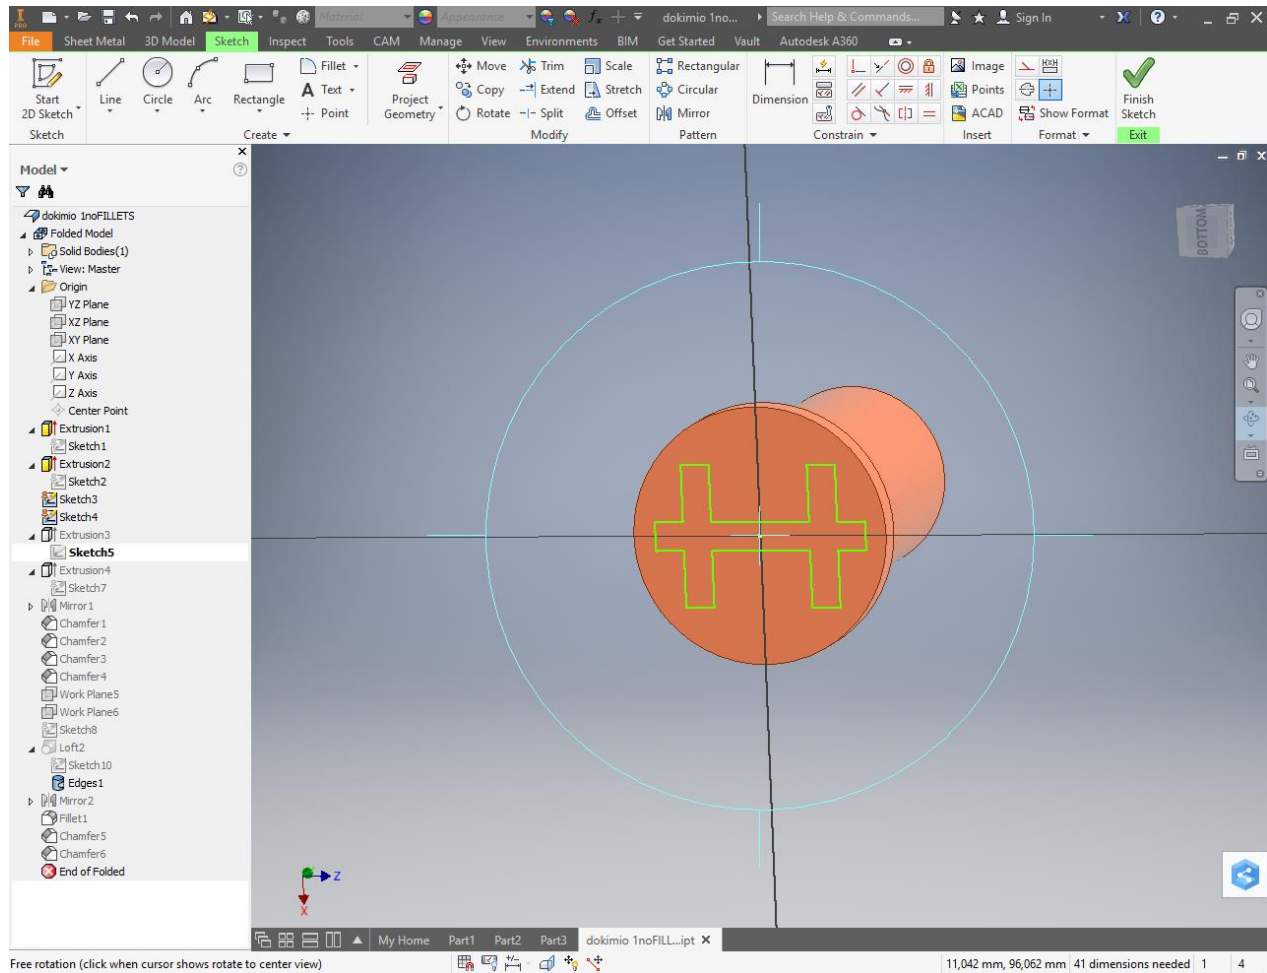 PRO Material Appearance dokimio 1no... Search Help & Commands... Sign In
File Sheet Metal 3D Model Sketch Inspect Tools CAM Manage View Environments BIM Get Started Vault Autodesk A360
Start 2D Sketch Line Circle Arc Rectangle Fillet Text Point Project Geometry Move Copy Rotate Trim Extend Split Scale Stretch Offset Rectangular Circular Mirror Dimension Image Points ACAD Show Format Finish Sketch
Sketch Create Modify Pattern Constrain Insert Format Exit
Model
dokimio 1noFILLETS
Folded Model
Solid Bodies(1)
View: Master
Origin
YZ Plane
XZ Plane
XY Plane
X Axis
Y Axis
Z Axis
Center Point
Extrusion1
Sketch1
Extrusion2
Sketch2
Sketch3
Sketch4
Extrusion3
Sketch5
Extrusion4
Sketch7
Mirror1
Chamfer1
Chamfer2
Chamfer3
Chamfer4
Work Plane5
Work Plane6
Sketch8
Loft2
Sketch10
Edges1
Mirror2
Fillet1
Chamfer5
Chamfer6
End of Folded
BOTTOM
Z
X
My Home Part1 Part2 Part3 dokimio 1noFILL...ipt X
Free rotation (click when cursor shows rotate to center view) 11,042 mm, 96,062 mm 41 dimensions needed 1 4